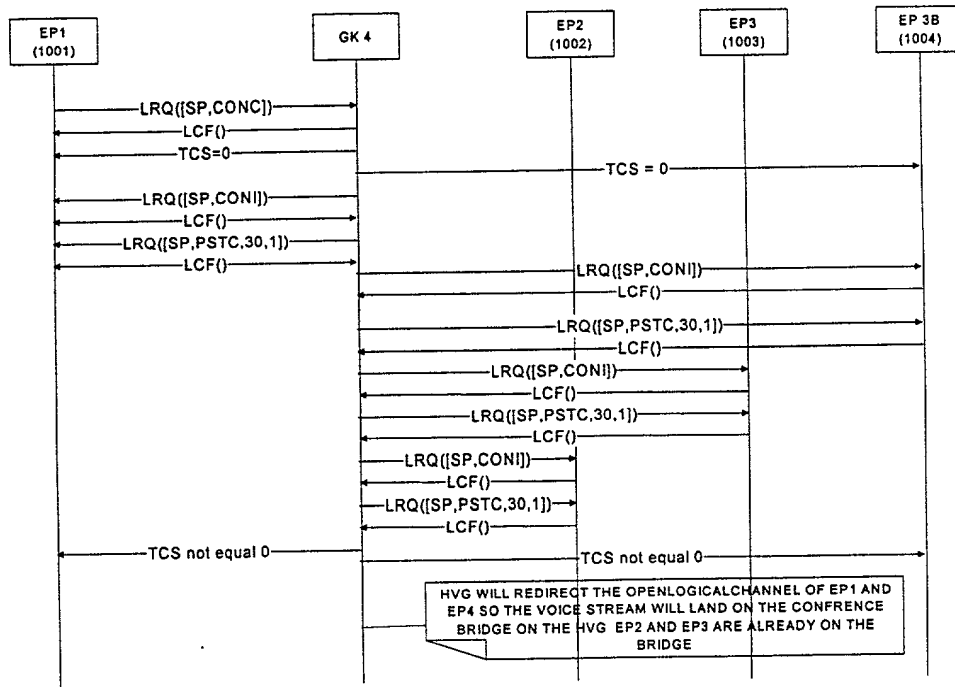 EP1
(1001)
GK 4
EP2
(1002)
EP3
(1003)
EP 3B
(1004)
LRQ([SP,CONC])
LCF()
TCS=0
TCS = 0
LRQ([SP,CONI])
LCF()
LRQ([SP,PSTC,30,1])
LCF()
LRQ([SP,CONI])
LCF()
LRQ([SP,PSTC,30,1])
LCF()
LRQ([SP,CONI])
LCF()
LRQ([SP,PSTC,30,1])
LCF()
LRQ([SP,CONI])
LCF()
LRQ([SP,PSTC,30,1])
LCF()
TCS not equal 0
TCS not equal 0
HVG WILL REDIRECT THE OPENLOGICALCHANNEL OF EP1 AND
EP4 SO THE VOICE STREAM WILL LAND ON THE CONFRENCE
BRIDGE ON THE HVG EP2 AND EP3 ARE ALREADY ON THE
BRIDGE